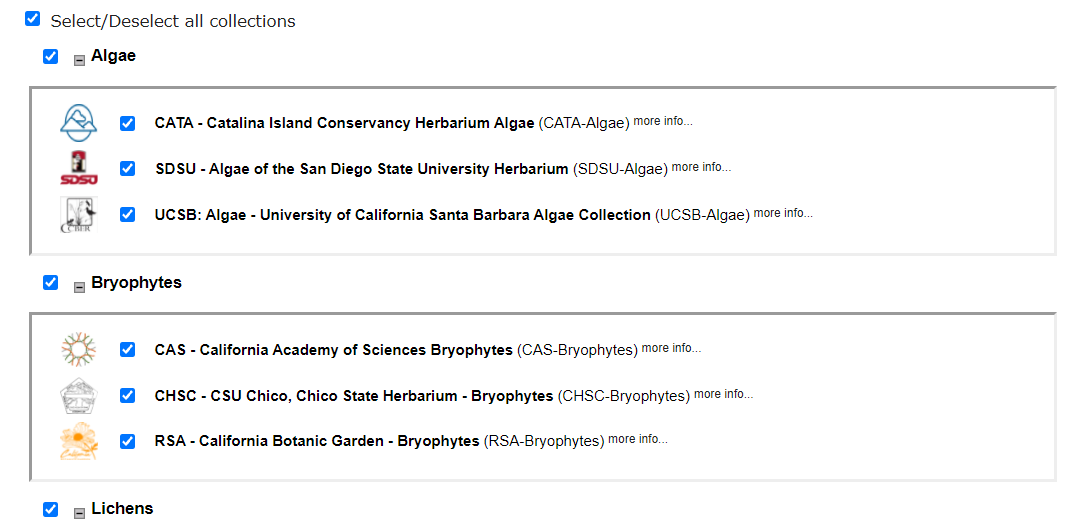 Select/Deselect all collections
Algae
CATA - Catalina Island Conservancy Herbarium Algae (CATA-Algae) more info...
SDSU
SDSU - Algae of the San Diego State University Herbarium (SDSU-Algae) more info...
CCBER
UCSB: Algae - University of California Santa Barbara Algae Collection (UCSB-Algae) more info...
Bryophytes
CAS - California Academy of Sciences Bryophytes (CAS-Bryophytes) more info...
CHSC - CSU Chico, Chico State Herbarium - Bryophytes (CHSC-Bryophytes) more info...
RSA - California Botanic Garden - Bryophytes (RSA-Bryophytes) more info...
Lichens